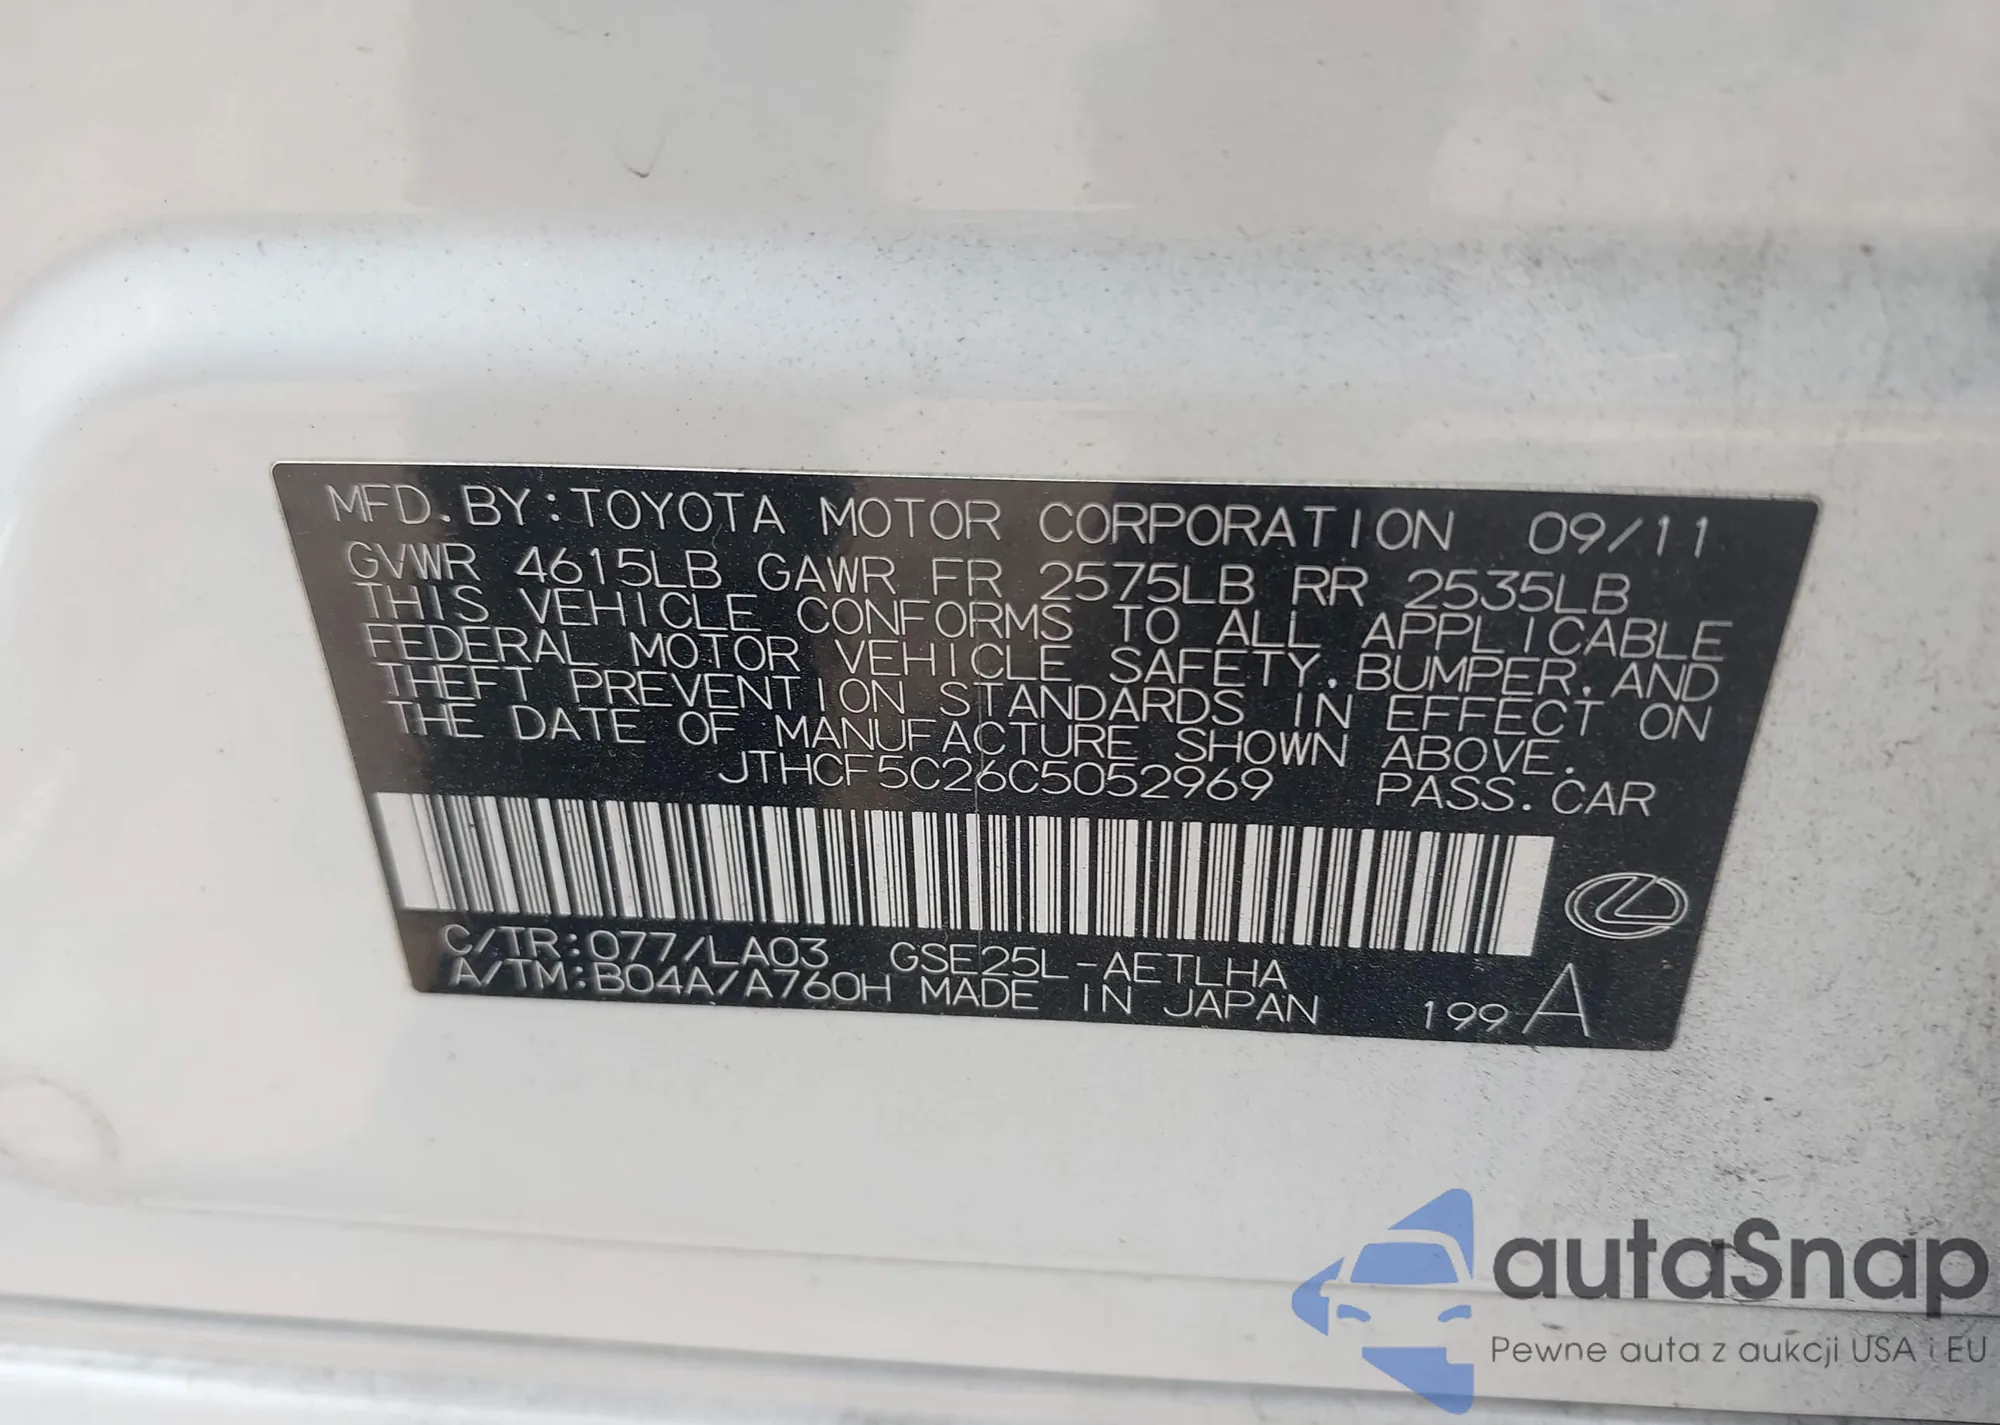 MFD. BY: TOYOTA MOTOR CORPORATION 09/11
GVWR 4615LB GAWR FR 2575LB RR 2535LB
THIS VEHICLE CONFORMS TO ALL APPLICABLE
FEDERAL MOTOR VEHICLE SAFETY, BUMPER, AND
THEFT PREVENTION STANDARDS IN EFFECT ON
THE DATE OF MANUFACTURE SHOWN ABOVE.
JTHCF5C26C5052969 PASS. CAR
C/TR: 077/LA03 GSE25L-AETLHA
A/TM: B04A/A760H MADE IN JAPAN 199 A
autaSnap
Pewne auta z aukcji USA i EU